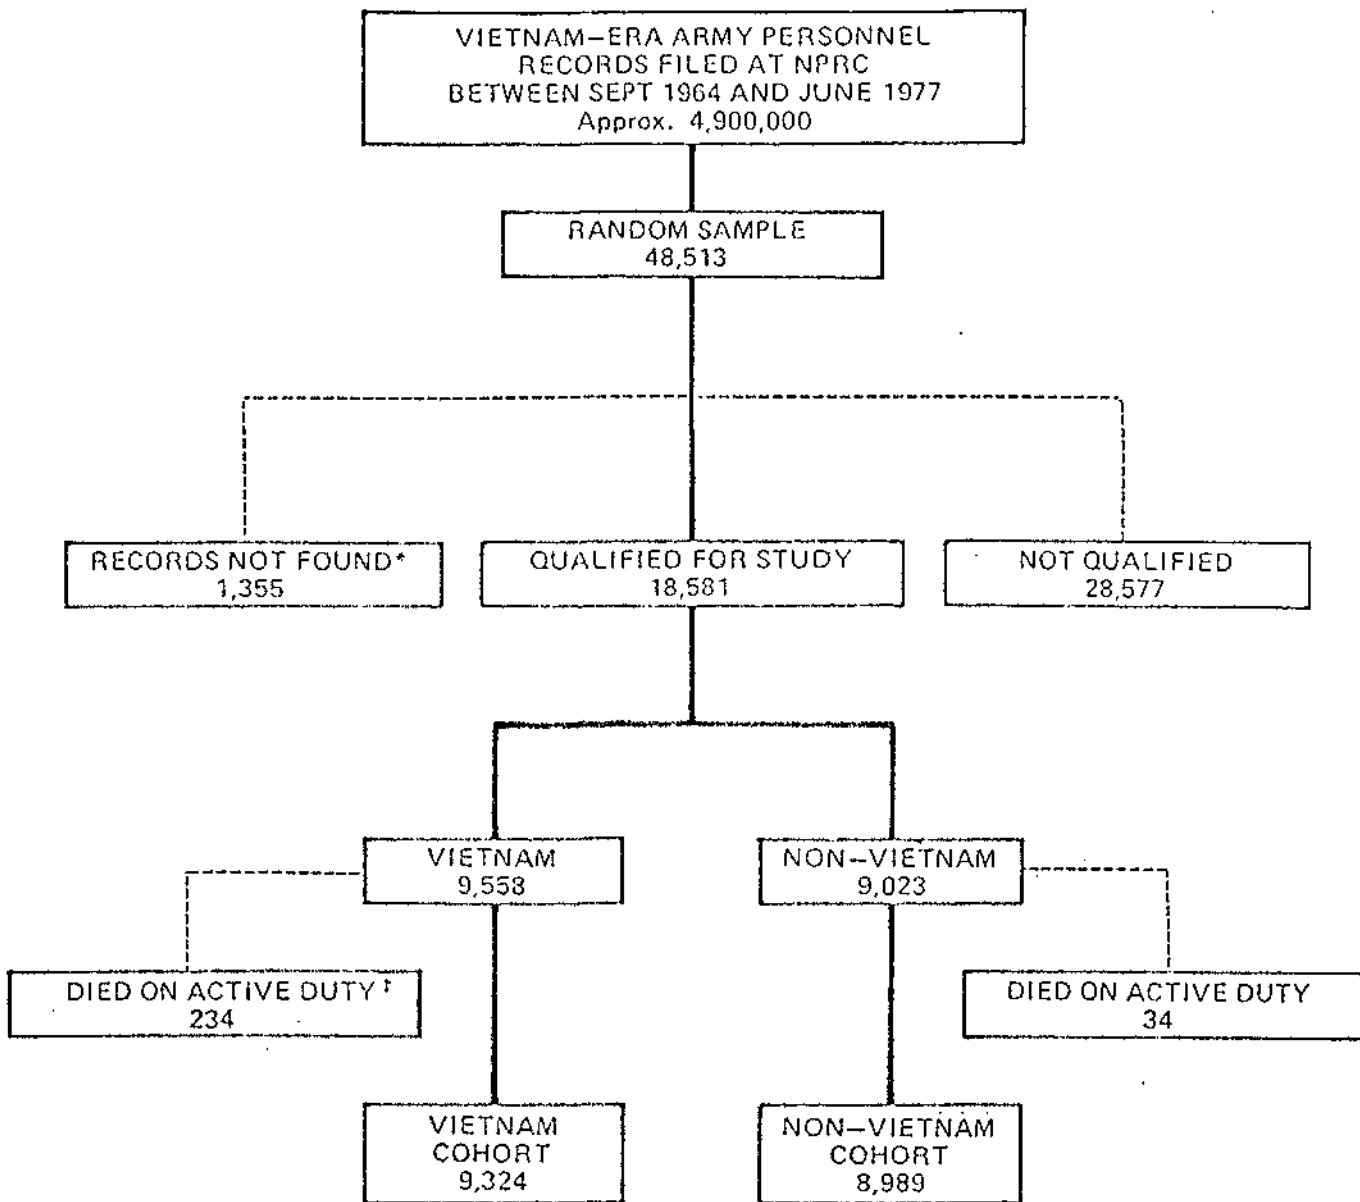 VIETNAM–ERA ARMY PERSONNEL
RECORDS FILED AT NPRC
BETWEEN SEPT 1964 AND JUNE 1977
Approx. 4,900,000
RANDOM SAMPLE
48,513
RECORDS NOT FOUND*
1,355
QUALIFIED FOR STUDY
18,581
NOT QUALIFIED
28,577
VIETNAM
9,558
NON–VIETNAM
9,023
DIED ON ACTIVE DUTY‡
234
DIED ON ACTIVE DUTY
34
VIETNAM
COHORT
9,324
NON–VIETNAM
COHORT
8,989